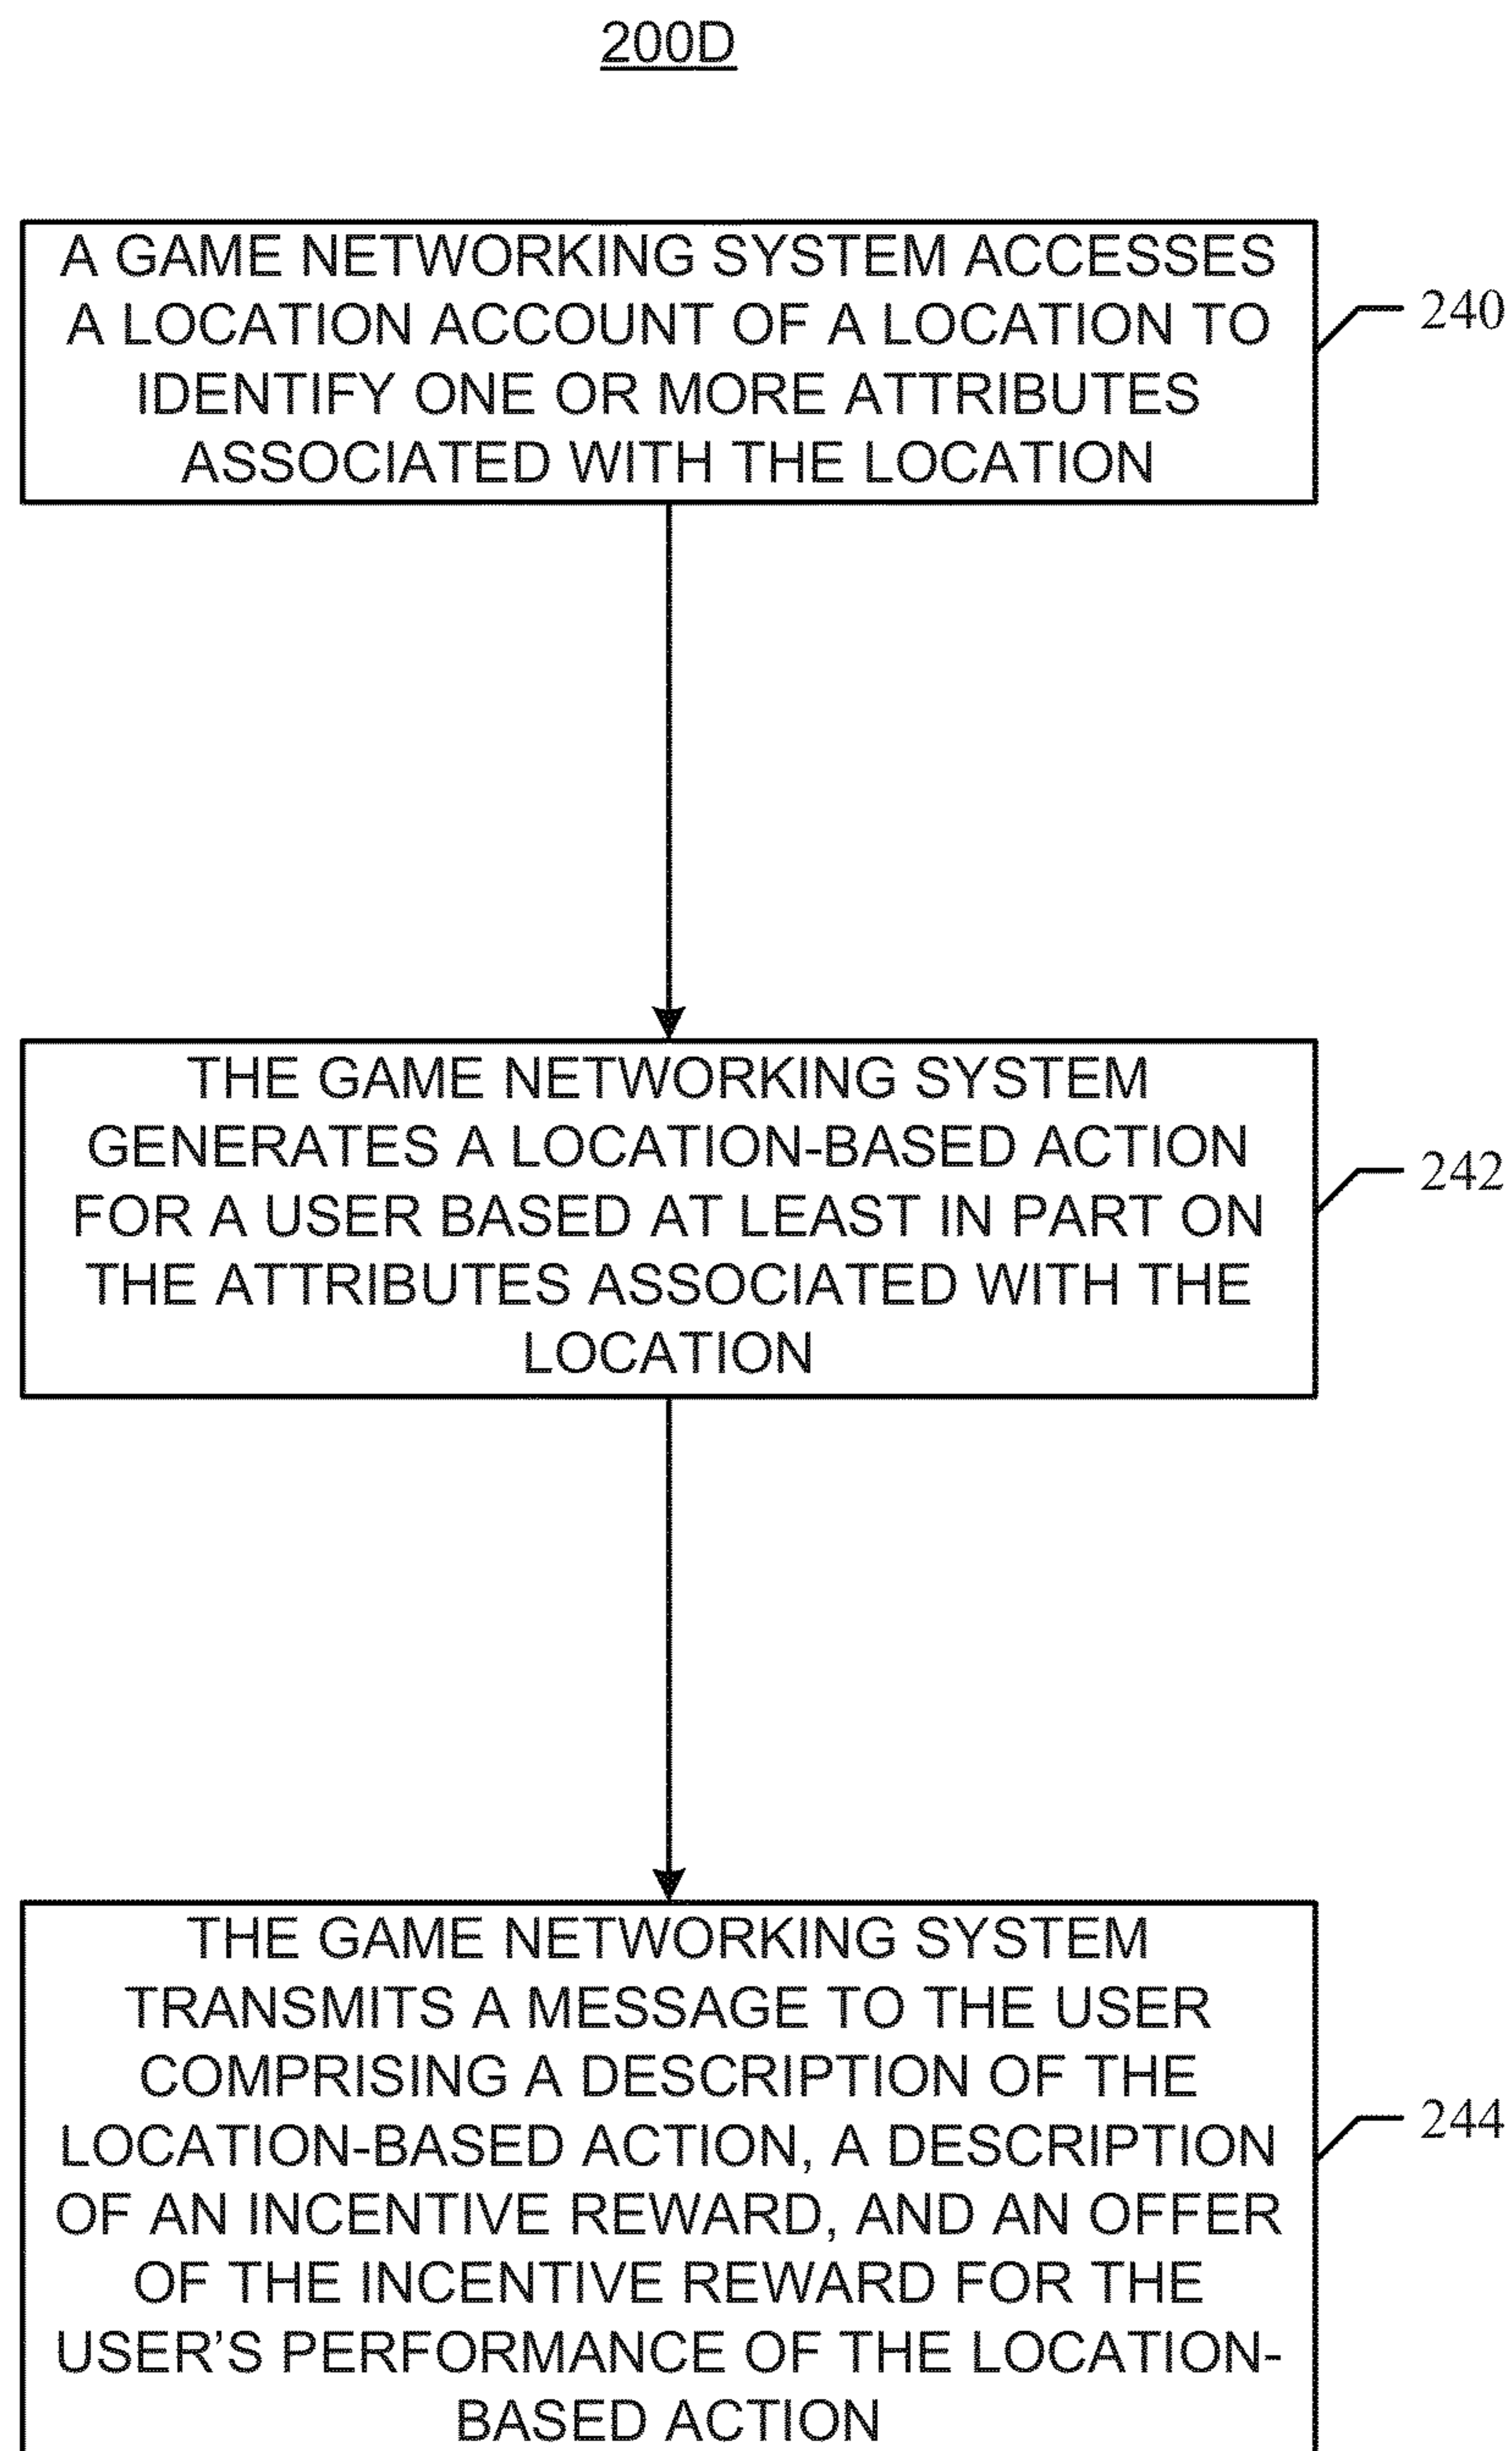 200D
A GAME NETWORKING SYSTEM ACCESSES
A LOCATION ACCOUNT OF A LOCATION TO
IDENTIFY ONE OR MORE ATTRIBUTES
ASSOCIATED WITH THE LOCATION
240
THE GAME NETWORKING SYSTEM
GENERATES A LOCATION-BASED ACTION
FOR A USER BASED AT LEAST IN PART ON
THE ATTRIBUTES ASSOCIATED WITH THE
LOCATION
242
THE GAME NETWORKING SYSTEM
TRANSMITS A MESSAGE TO THE USER
COMPRISING A DESCRIPTION OF THE
LOCATION-BASED ACTION, A DESCRIPTION
OF AN INCENTIVE REWARD, AND AN OFFER
OF THE INCENTIVE REWARD FOR THE
USER’S PERFORMANCE OF THE LOCATION-
BASED ACTION
244